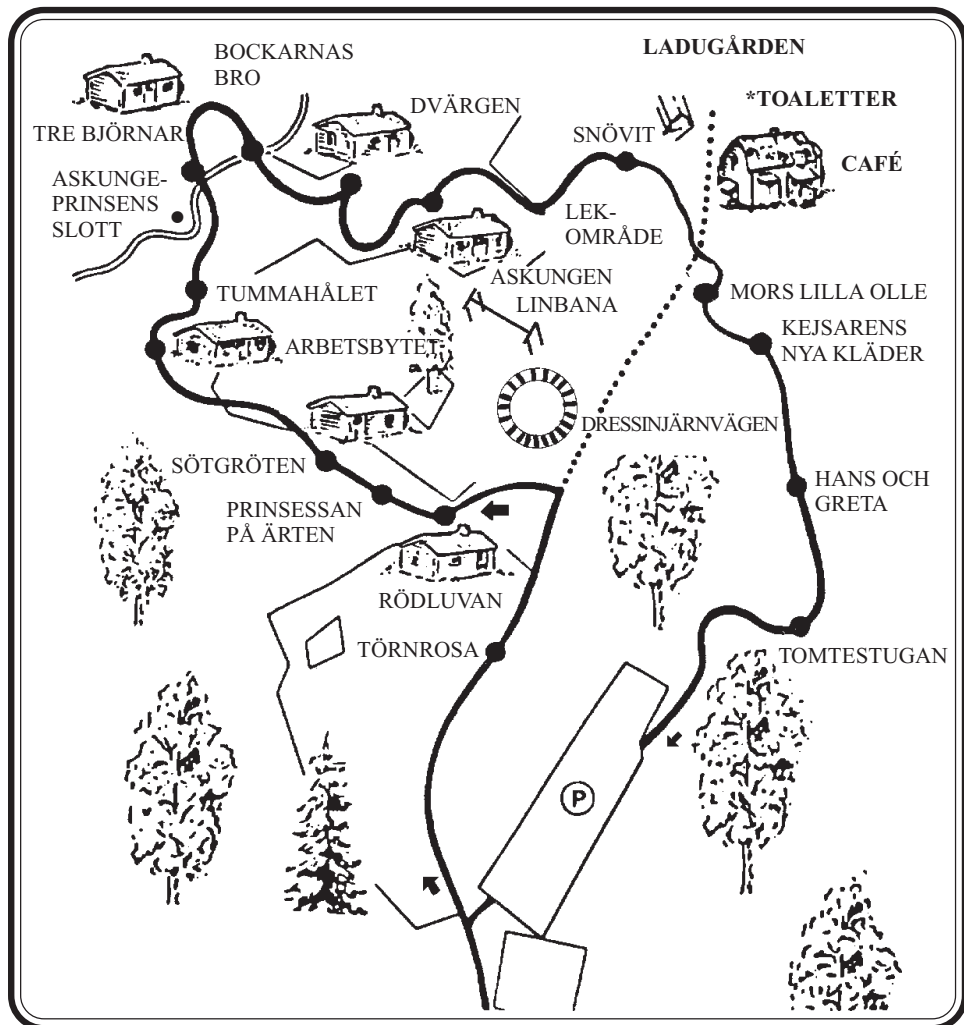 LADUGÅRDEN
BOCKARNAS
BRO
*TOALETTER
DVÄRGEN
TRE BJÖRNAR
SNÖVIT
CAFÉ
ASKUNGE-
PRINSENS
SLOTT
LEK-
OMRÅDE
ASKUNGEN
LINBANA
TUMMAHÅLET
MORS LILLA OLLE
KEJSARENS
NYA KLÄDER
ARBETSBYTET
DRESSINJÄRNVÄGEN
SÖTGRÖTEN
HANS OCH
GRETA
PRINSESSAN
PÅ ÄRTEN
RÖDLUVAN
TÖRNROSA
TOMTESTUGAN
P